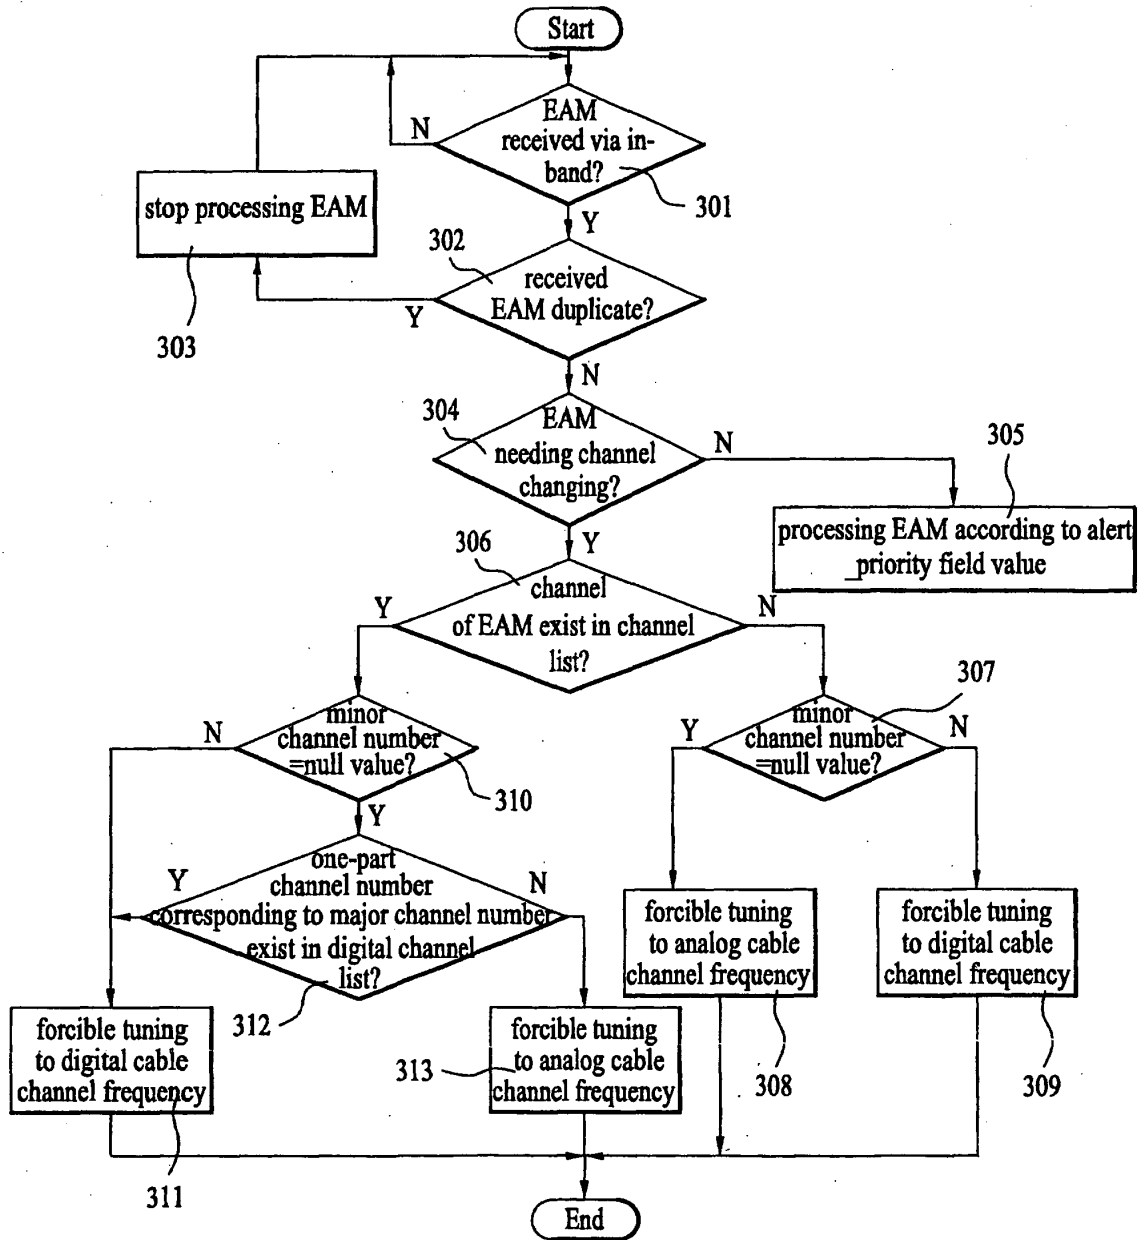 Start
EAM
received via in-
band?
N
301
Y
stop processing EAM
303
302
received
EAM duplicate?
Y
N
304
EAM
needing channel
changing?
N
305
processing EAM according to alert
_priority field value
Y
306
channel
of EAM exist in channel
list?
Y
N
307
minor
channel number
=null value?
N
310
Y
minor
channel number
=null value?
Y
N
one-part
channel number
corresponding to major channel number
exist in digital channel
list?
Y
N
312
forcible tuning
to analog cable
channel frequency
308
forcible tuning
to digital cable
channel frequency
309
forcible tuning
to digital cable
channel frequency
311
forcible tuning
to analog cable
channel frequency
313
End